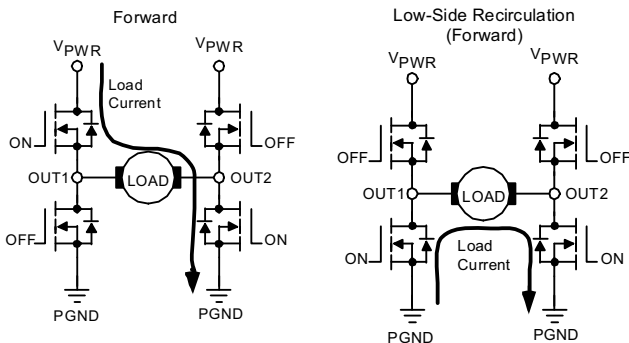 Forward
VPWR
VPWR
Load
Current
ON
OFF
OUT1
LOAD
OUT2
OFF
ON
PGND
PGND
Low-Side Recirculation
(Forward)
VPWR
VPWR
OFF
OFF
OUT1
LOAD
OUT2
Load
Current
ON
ON
PGND
PGND